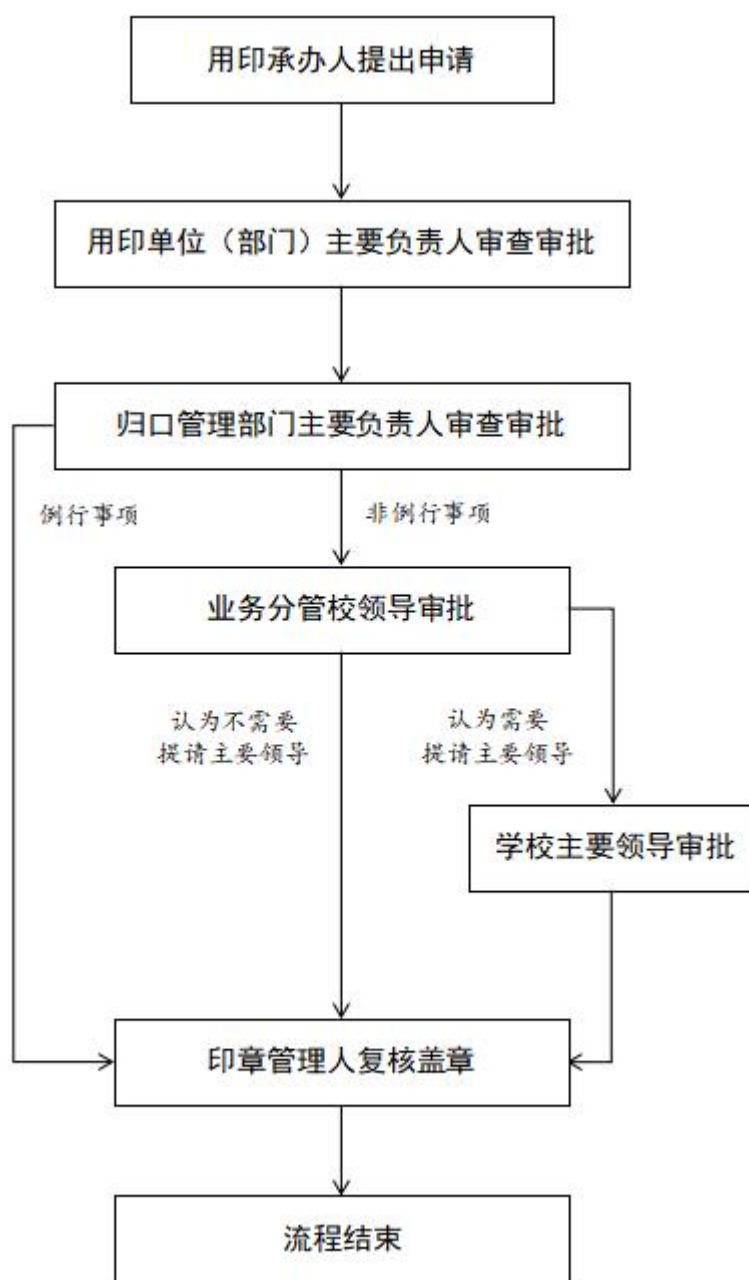 用印承办人提出申请
用印单位（部门）主要负责人审查审批
归口管理部门主要负责人审查审批
例行事项
非例行事项
业务分管校领导审批
认为不需要
提请主要领导
认为需要
提请主要领导
学校主要领导审批
印章管理人复核盖章
流程结束